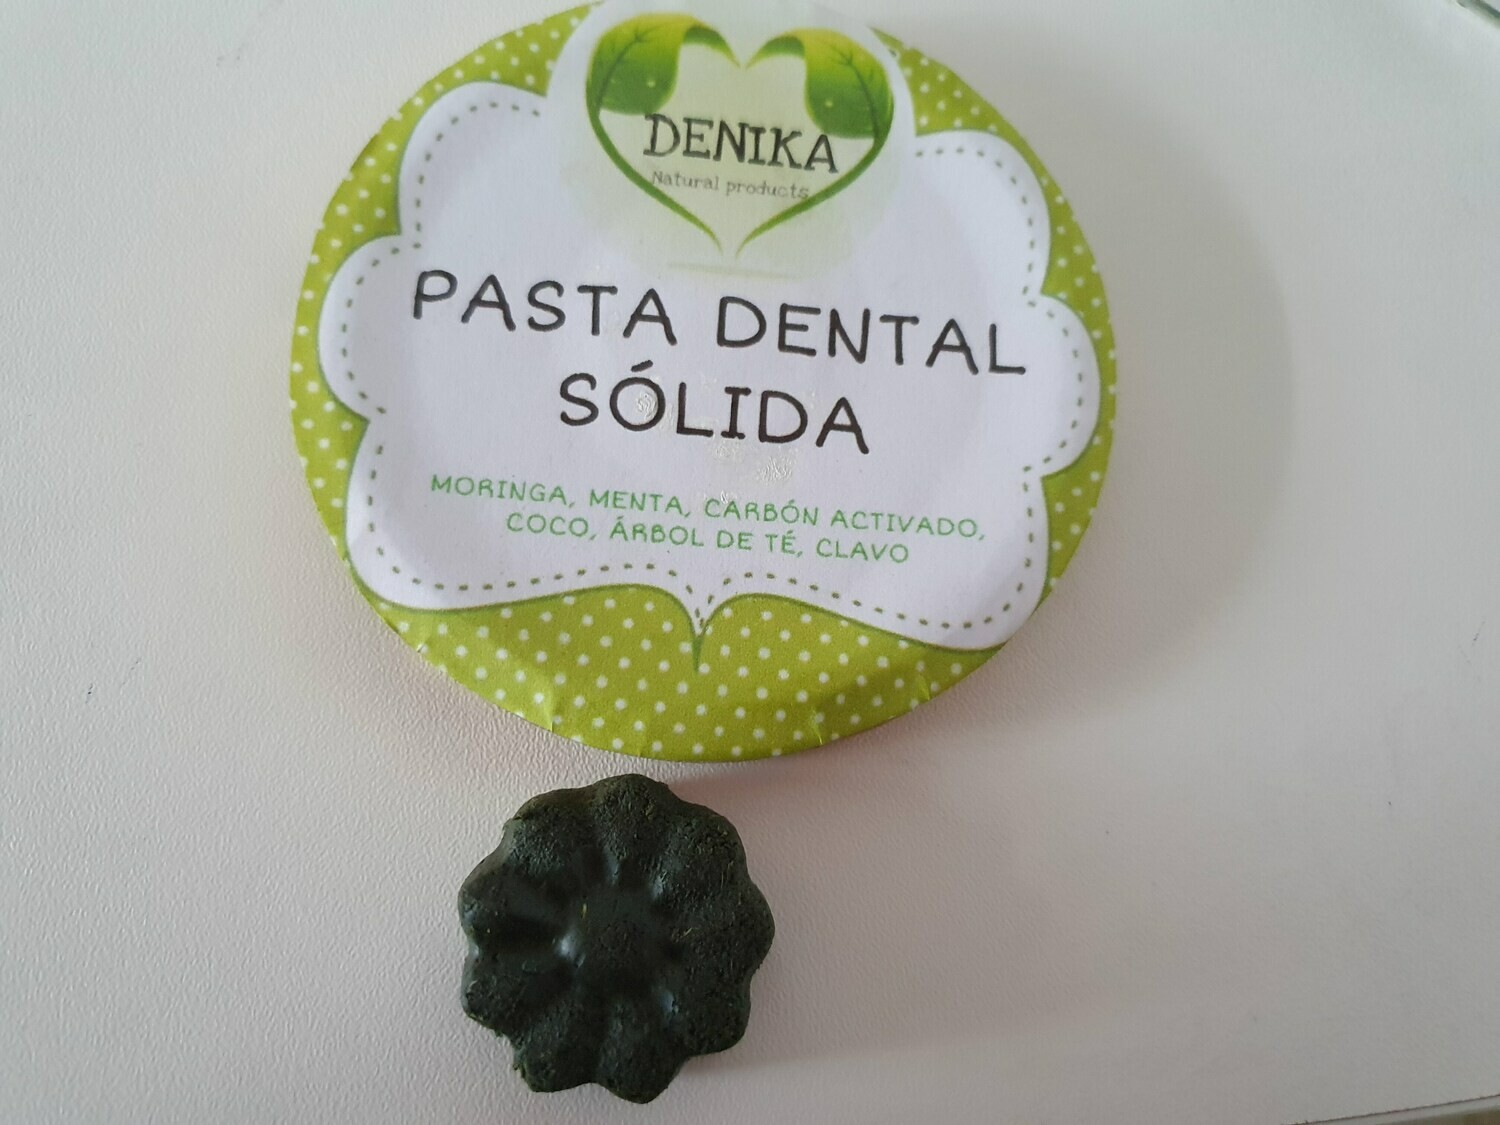 DENIKA
Natural products
PASTA DENTAL
SÓLIDA
MORINGA, MENTA, CARBÓN ACTIVADO,
COCO, ÁRBOL DE TÉ, CLAVO